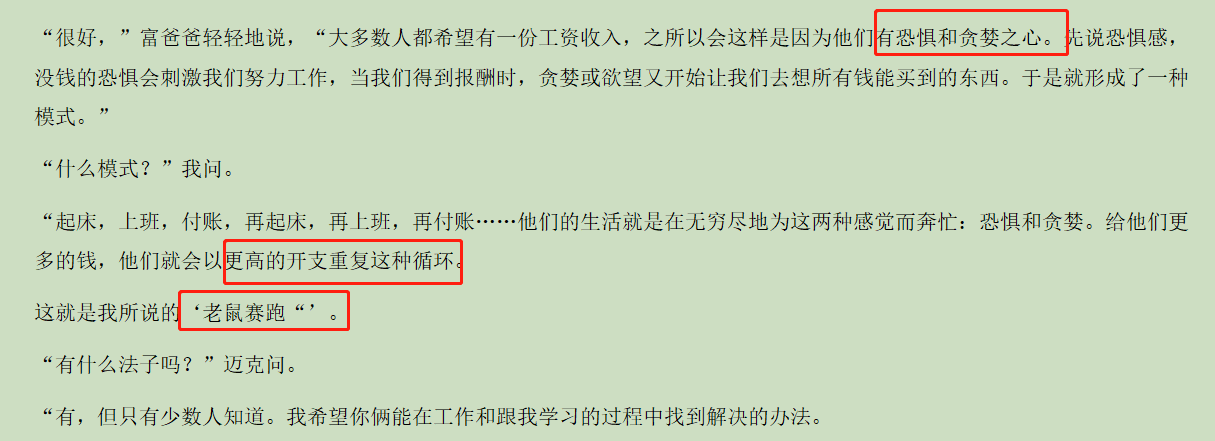 “很好，”富爸爸轻轻地说，“大多数人都希望有一份工资收入，之所以会这样是因为他们有恐惧和贪婪之心。先说恐惧感，
没钱的恐惧会刺激我们努力工作，当我们得到报酬时，贪婪或欲望又开始让我们去想所有钱能买到的东西。于是就形成了一种
模式。”
“什么模式？”我问。
“起床，上班，付账，再起床，再上班，再付账……他们的生活就是在无穷尽地为这两种感觉而奔忙：恐惧和贪婪。给他们更
多的钱，他们就会以更高的开支重复这种循环。
这就是我所说的‘老鼠赛跑“’。
“有什么法子吗？”迈克问。
“有，但只有少数人知道。我希望你俩能在工作和跟我学习的过程中找到解决的办法。